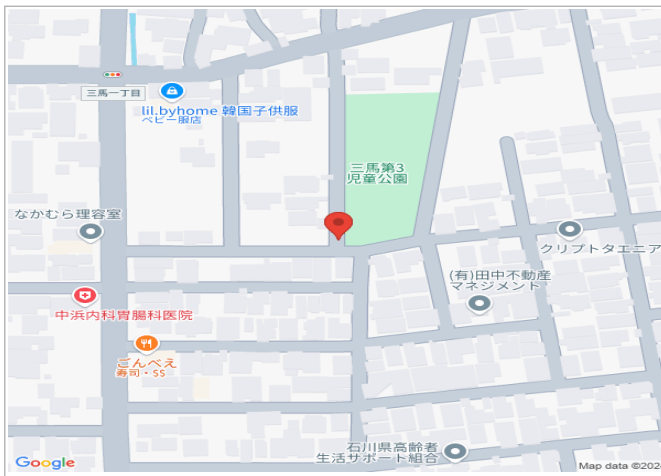 三馬一丁目
lil.byhome 韓国子供服
ベビー服店
三馬第3
児童公園
なかむら理容室
クリプトタエニア
(有)田中不動産
マネジメント
中浜内科胃腸科医院
ごんべえ
寿司・SS
石川県高齢者
生活サポート組合
Google
Map data ©202